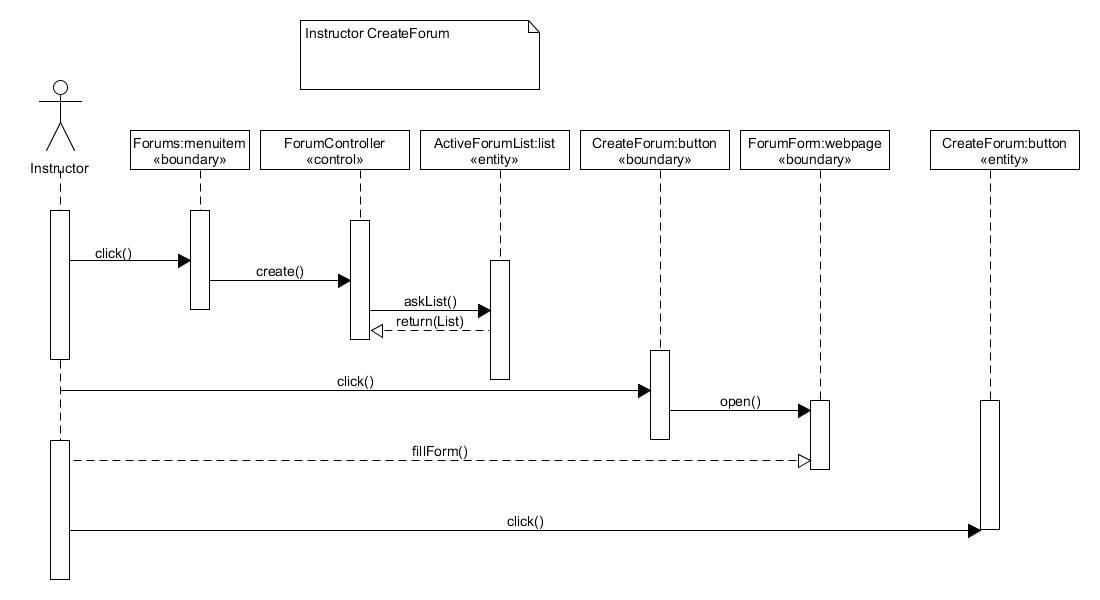 Instructor CreateForum
Instructor
Forums:menuitem
«boundary»
ForumController
«control»
ActiveForumList:list
«entity»
CreateForum:button
«boundary»
ForumForm:webpage
«boundary»
CreateForum:button
«entity»
click()
create()
askList()
return(List)
click()
open()
fillForm()
click()